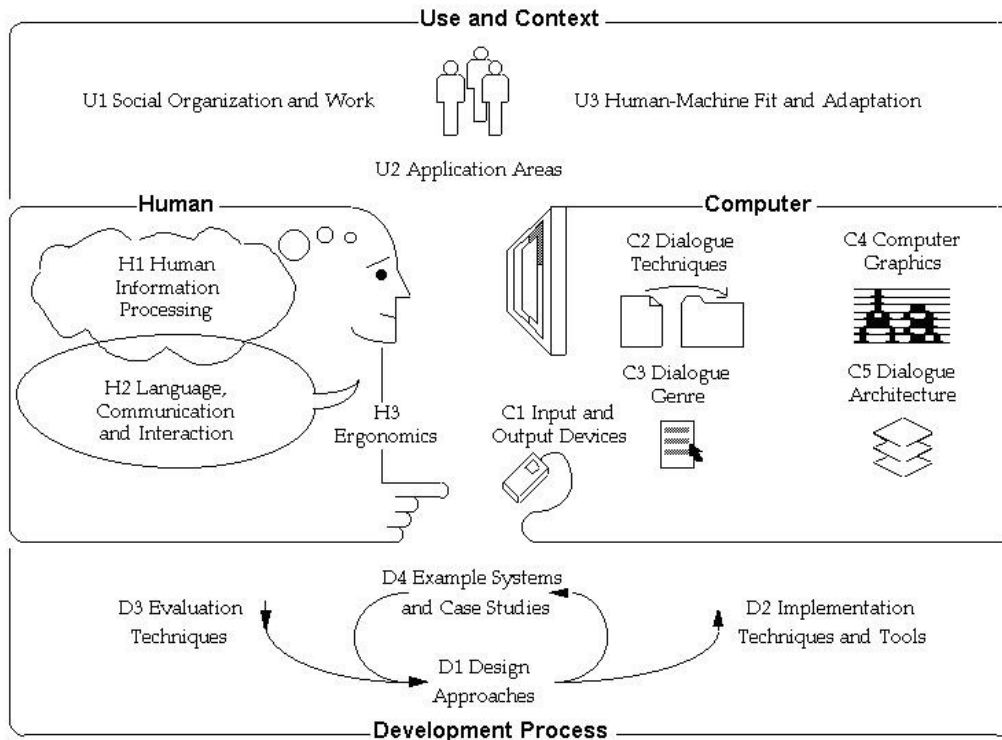 Use and Context
U1 Social Organization and Work
U3 Human-Machine Fit and Adaptation
U2 Application Areas
Human
H1 Human
Information
Processing
H2 Language,
Communication
and Interaction
H3
Ergonomics
Computer
C2 Dialogue
Techniques
C4 Computer
Graphics
C3 Dialogue
Genre
C5 Dialogue
Architecture
C1 Input and
Output Devices
D4 Example Systems
and Case Studies
D3 Evaluation
Techniques
D2 Implementation
Techniques and Tools
D1 Design
Approaches
Development Process